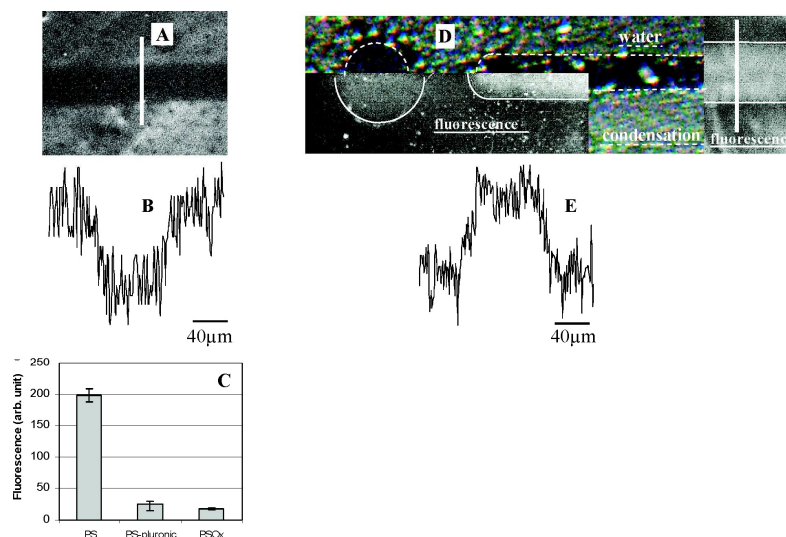 A
D
water
fluorescence
condensation
fluorescence
B
E
40µm
40µm
C
Fluorescence (arb. unit)
250
200
150
100
50
0
PS
PS-pluronic
PSOx